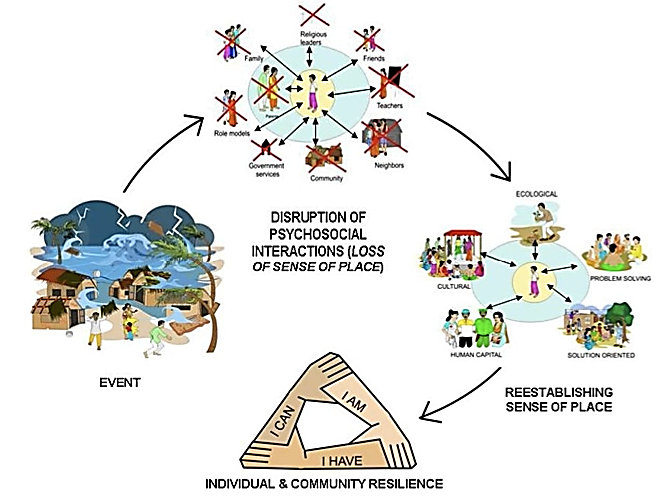 Religious
leaders
Family
Friends
Parents
Teachers
Role models
Neighbors
Government
services
Community
DISRUPTION OF
PSYCHOSOCIAL
INTERACTIONS (LOSS
OF SENSE OF PLACE)
EVENT
ECOLOGICAL
CULTURAL
PROBLEM SOLVING
HUMAN CAPITAL
SOLUTION ORIENTED
REESTABLISHING
SENSE OF PLACE
I CAN
I AM
I HAVE
INDIVIDUAL & COMMUNITY RESILIENCE